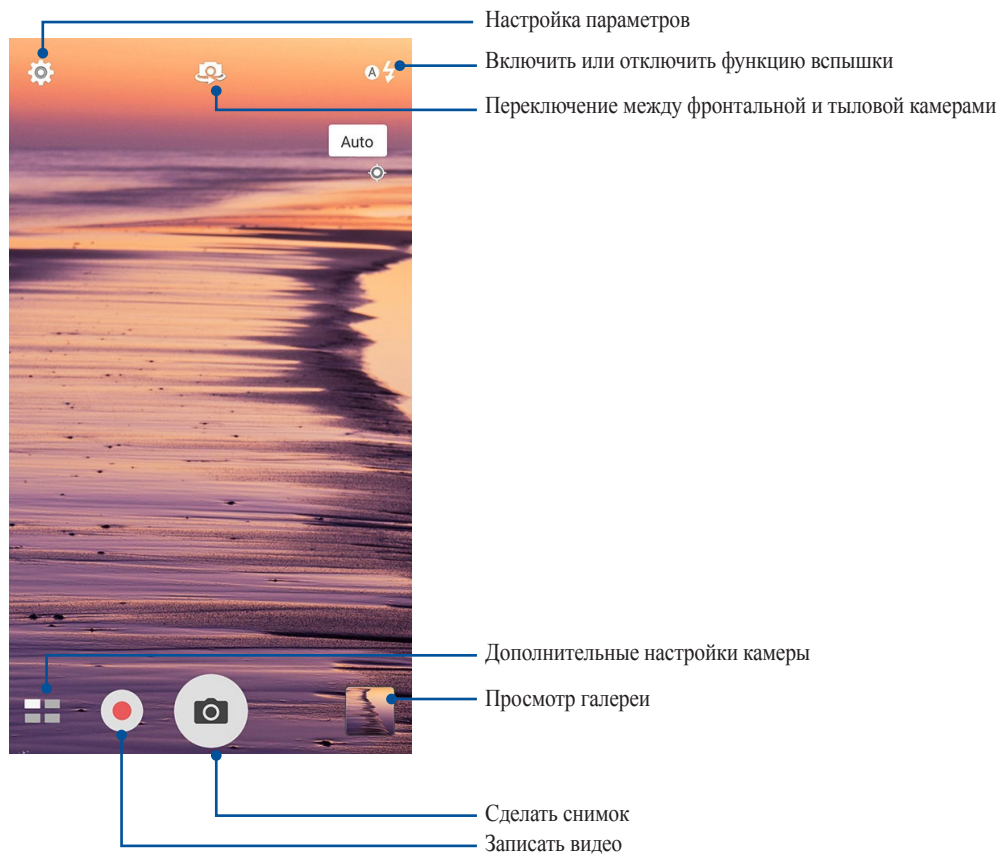 Настройка параметров
Включить или отключить функцию вспышки
Переключение между фронтальной и тыловой камерами
A
Auto
Дополнительные настройки камеры
Просмотр галереи
Сделать снимок
Записать видео